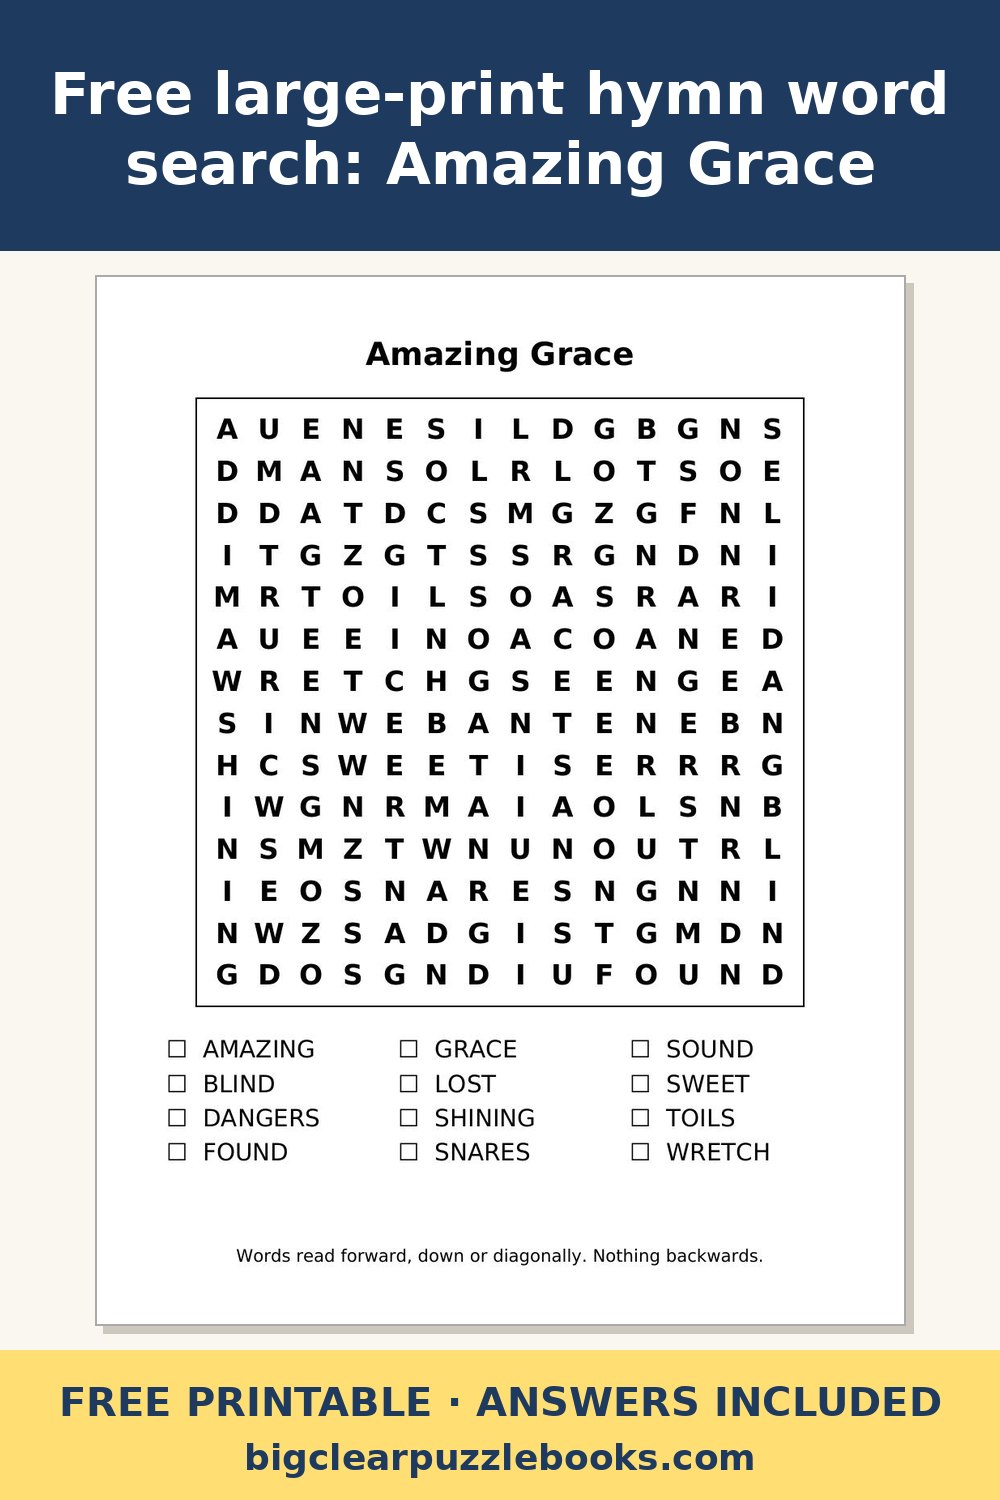 Free large-print hymn word
search: Amazing Grace
Amazing Grace
A U E N E S I L D G B G N S
D M A N S O L R L O T S O E
D D A T D C S M G Z G F N L
I T G Z G T S S R G N D N I
M R T O I L S O A S R A R I
A U E E I N O A C O A N E D
W R E T C H G S E E N G E A
S I N W E B A N T E N E B N
H C S W E E T I S E R R R G
I W G N R M A I A O L S N B
N S M Z T W N U N O U T R L
I E O S N A R E S N G N N I
N W Z S A D G I S T G M D N
G D O S G N D I U F O U N D
☐ AMAZING ☐ GRACE ☐ SOUND
☐ BLIND ☐ LOST ☐ SWEET
☐ DANGERS ☐ SHINING ☐ TOILS
☐ FOUND ☐ SNARES ☐ WRETCH
Words read forward, down or diagonally. Nothing backwards.
FREE PRINTABLE · ANSWERS INCLUDED
bigclearpuzzlebooks.com